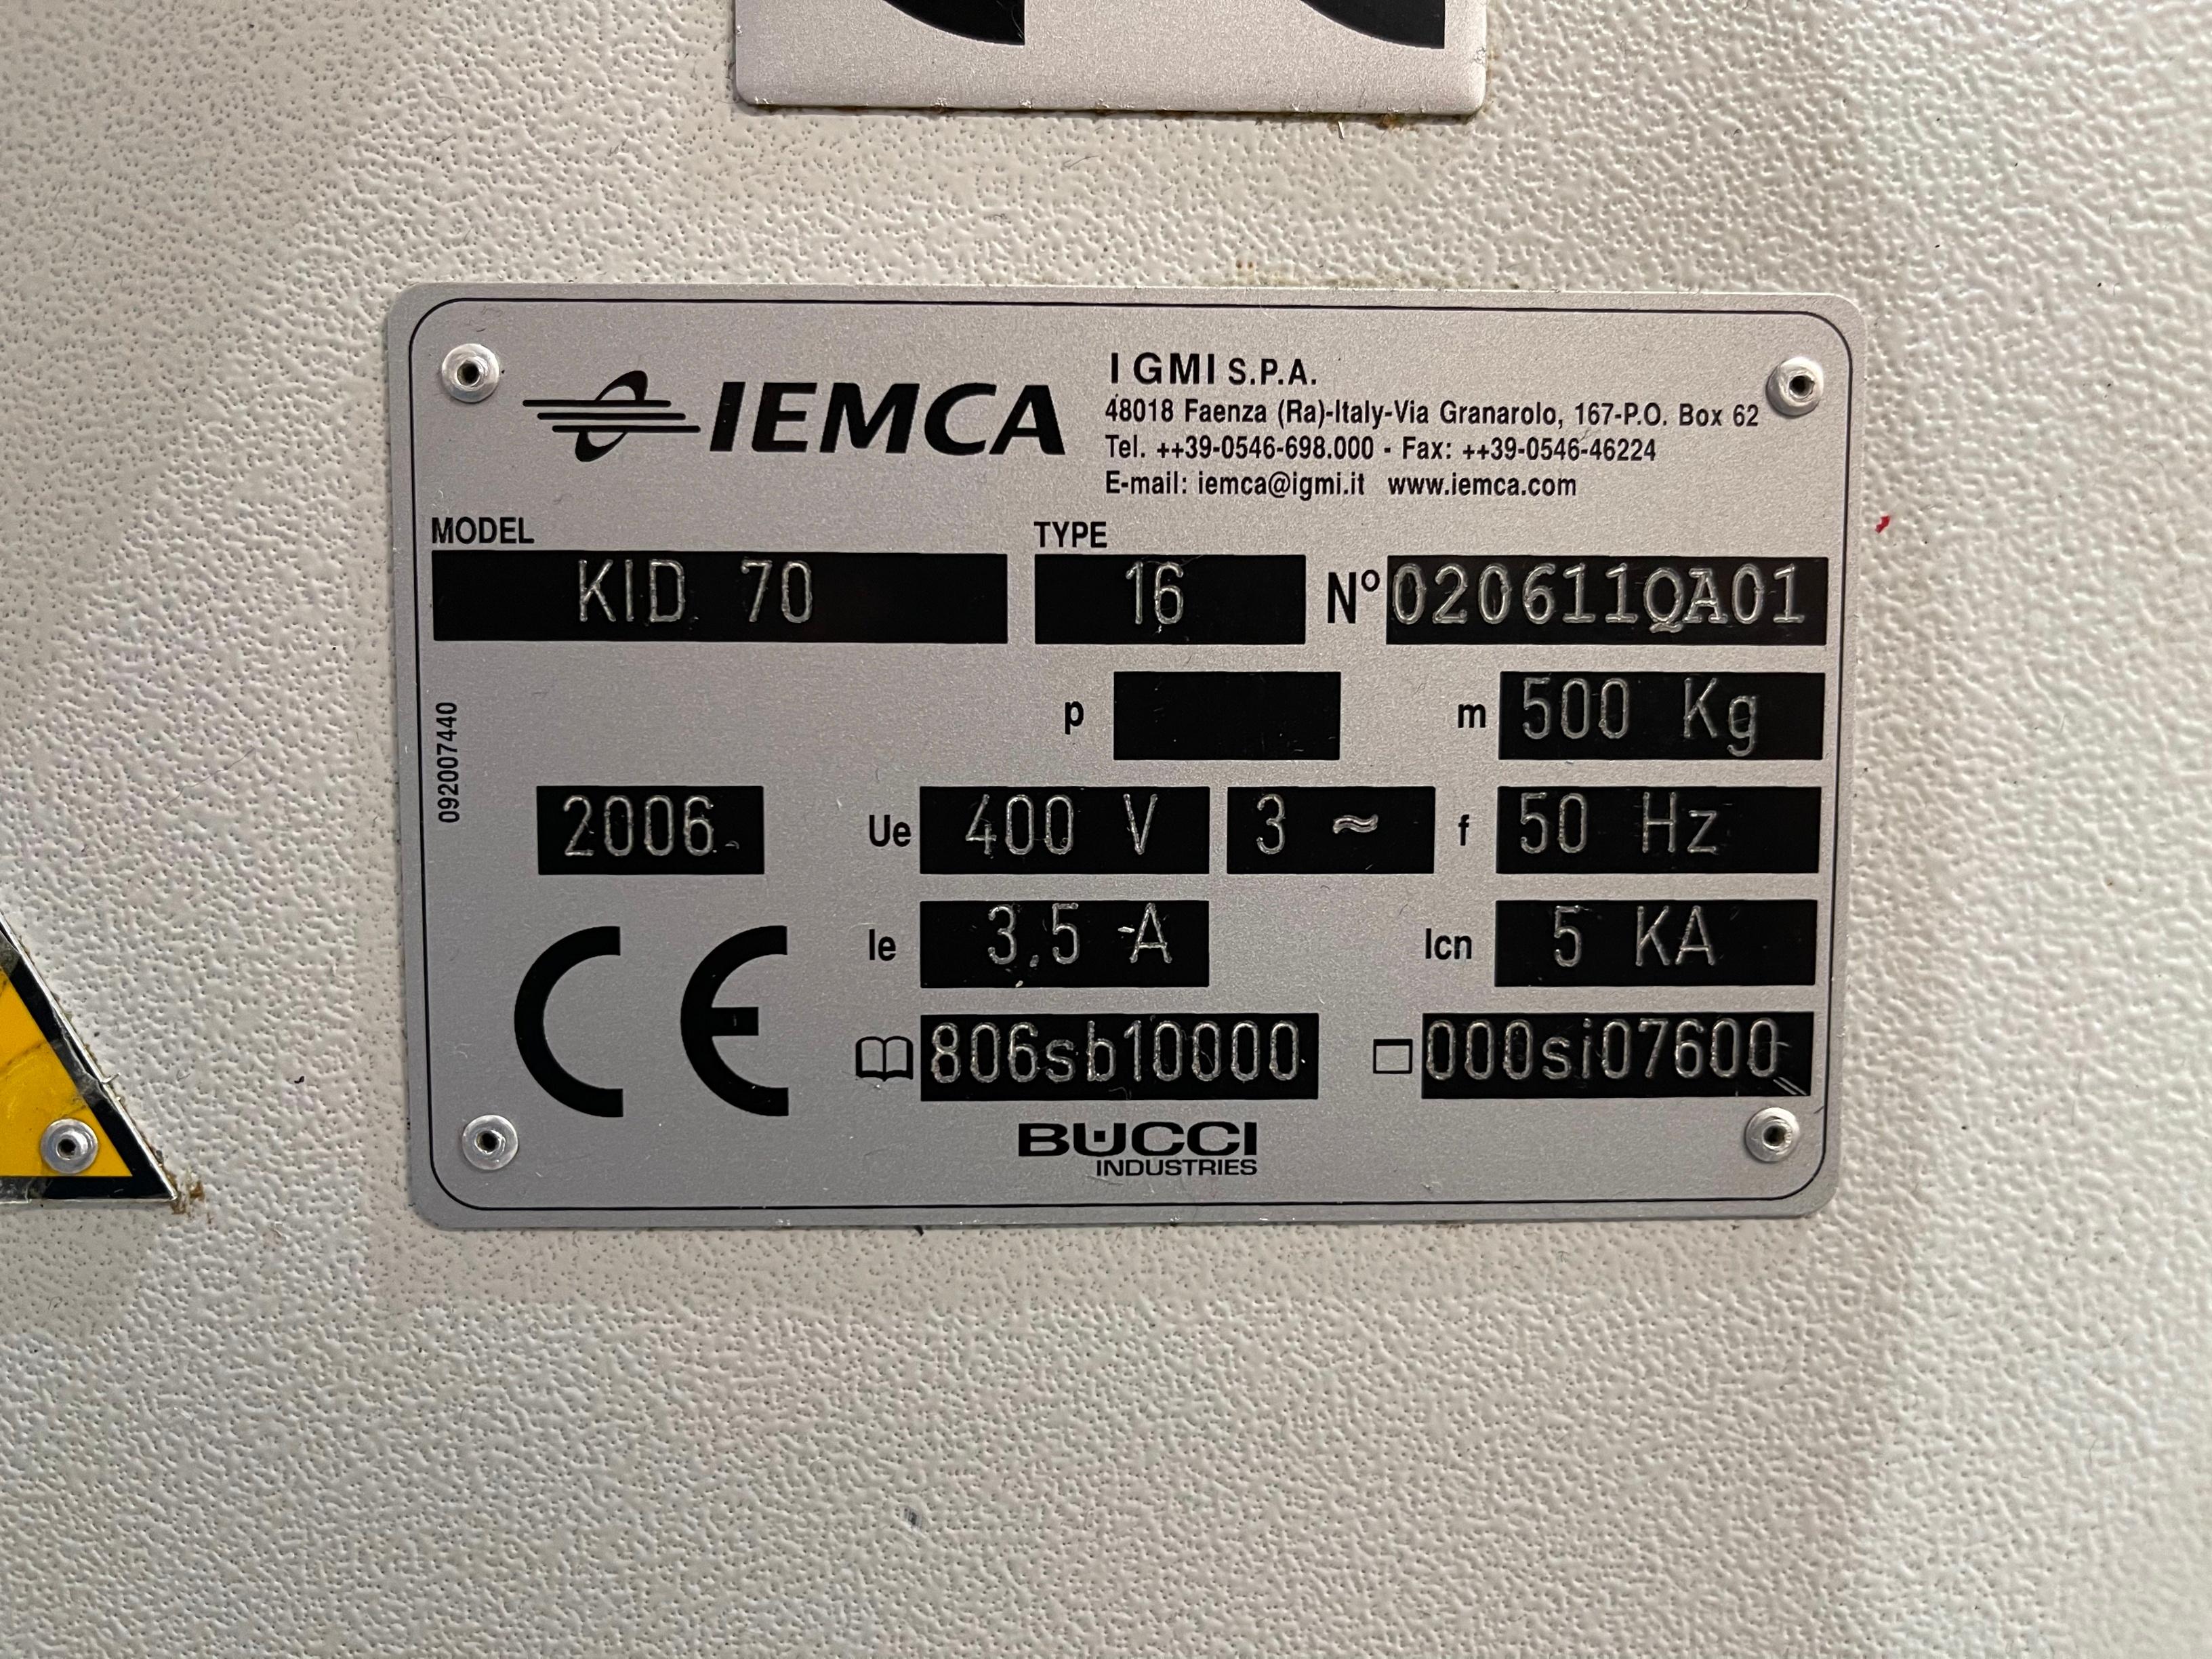 IEMCA
I GMI S.P.A.
48018 Faenza (Ra)-Italy-Via Granarolo, 167-P.O. Box 62
Tel. ++39-0546-698.000 - Fax: ++39-0546-46224
E-mail: iemca@igmi.it www.iemca.com
MODEL TYPE
KID 70 16 Nº 020611QA01
p m 500 Kg
092007440
2006 Ue 400 V 3 ≈ f 50 Hz
Ie 3,5 A Icn 5 KA
CE
806sb10000 000si07600
BUCCI
INDUSTRIES